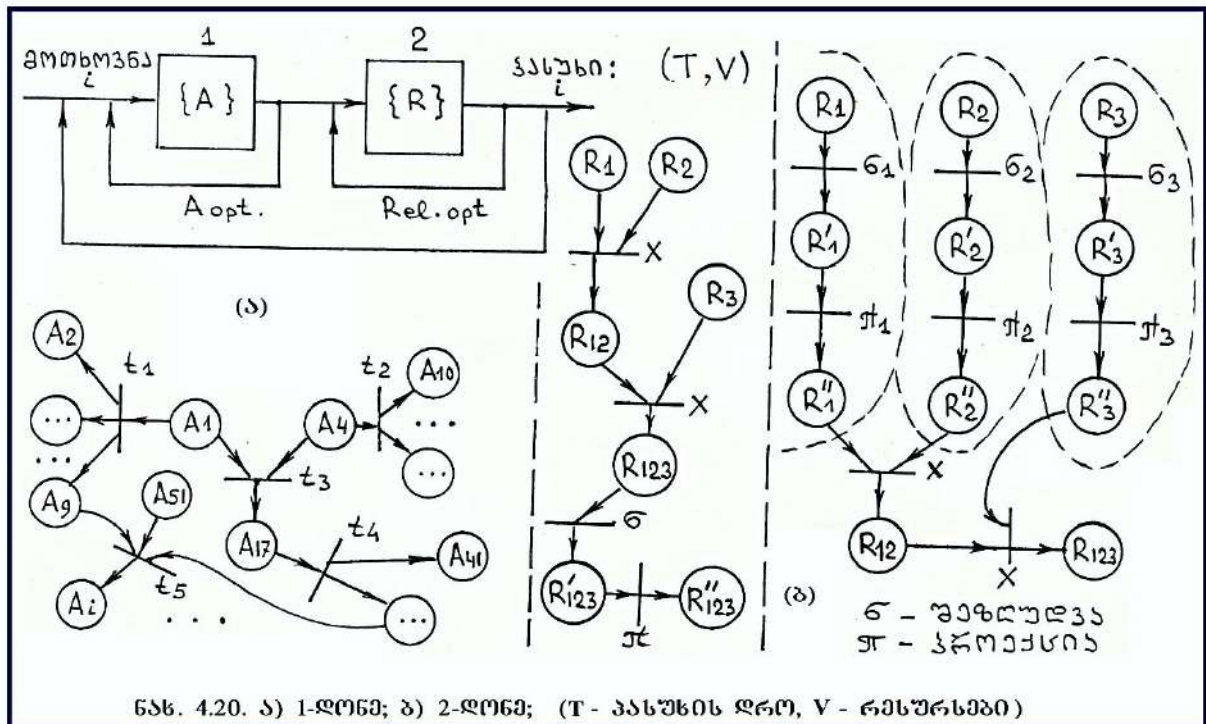 1
2
მოთხოვნა
i
{A}
{R}
პასუხი:
i
(T,V)
A opt.
Rel.opt
(ა)
A2
t1
...
A1
A4
t2
A10
...
...
...
A9
A51
t3
A17
t4
A41
Ai
t5
...
...
R1
R2
X
R12
R3
X
R123
σ
R'123
π
R''123
R1
R2
R3
σ1
σ2
σ3
R'1
R'2
R'3
π1
π2
π3
R''1
R''2
R''3
X
R12
X
R123
(ბ)
σ - შეზღუდვა
π - პროექცია
ნახ. 4.20. ა) 1-დონე; ბ) 2-დონე; (T - პასუხის დრო, V - რესურსები)